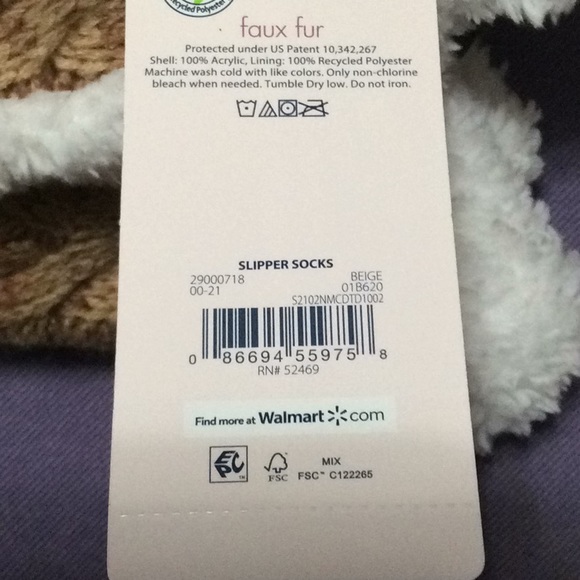 Recycled Polyester
faux fur
Protected under US Patent 10,342,267
Shell: 100% Acrylic, Lining: 100% Recycled Polyester
Machine wash cold with like colors. Only non-chlorine
bleach when needed. Tumble Dry low. Do not iron.
SLIPPER SOCKS
29000718 BEIGE
00-21 01B620
S2102NMCDTD1002
0 86694 55975 8
RN# 52469
Find more at Walmart.com
EPC™
FSC
MIX
FSC™ C122265